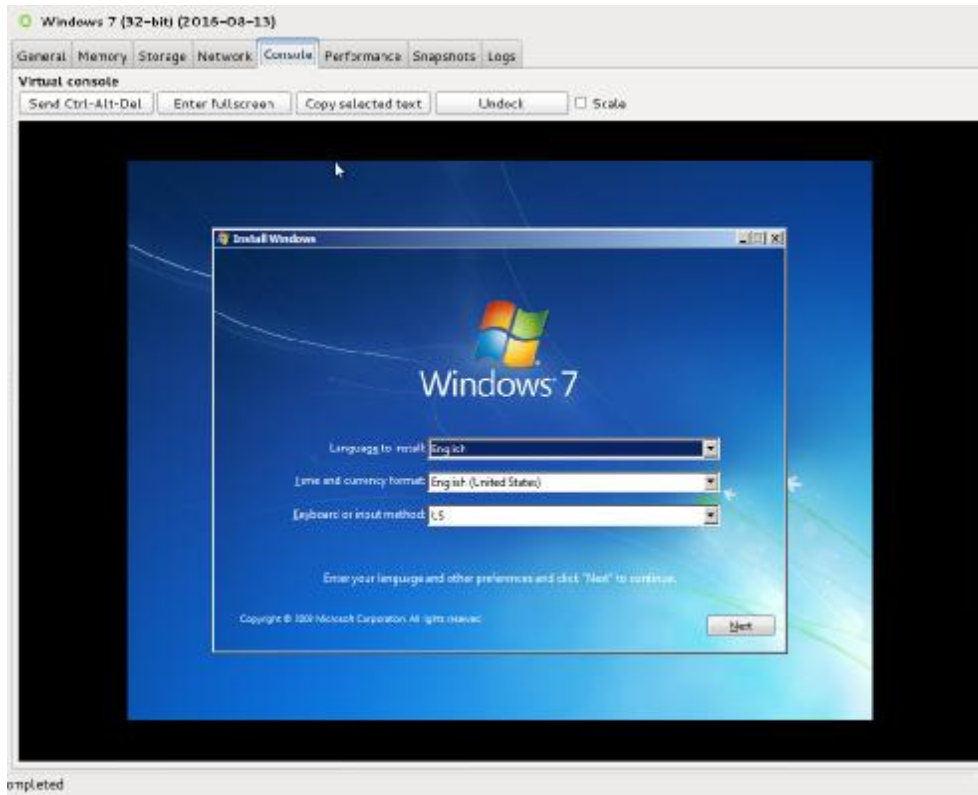 Windows 7 (32-bit) (2016-08-13)
General Memory Storage Network Console Performance Snapshots Logs
Virtual console
Send Ctrl-Alt-Del Enter fullscreen Copy selected text Undock Scale
Install Windows
Windows 7
Language to install: English
Time and currency format: English (United States)
Keyboard or input method: US
Enter your language and other preferences and click "Next" to continue.
Copyright © 2009 Microsoft Corporation. All rights reserved.
Next
ompleted